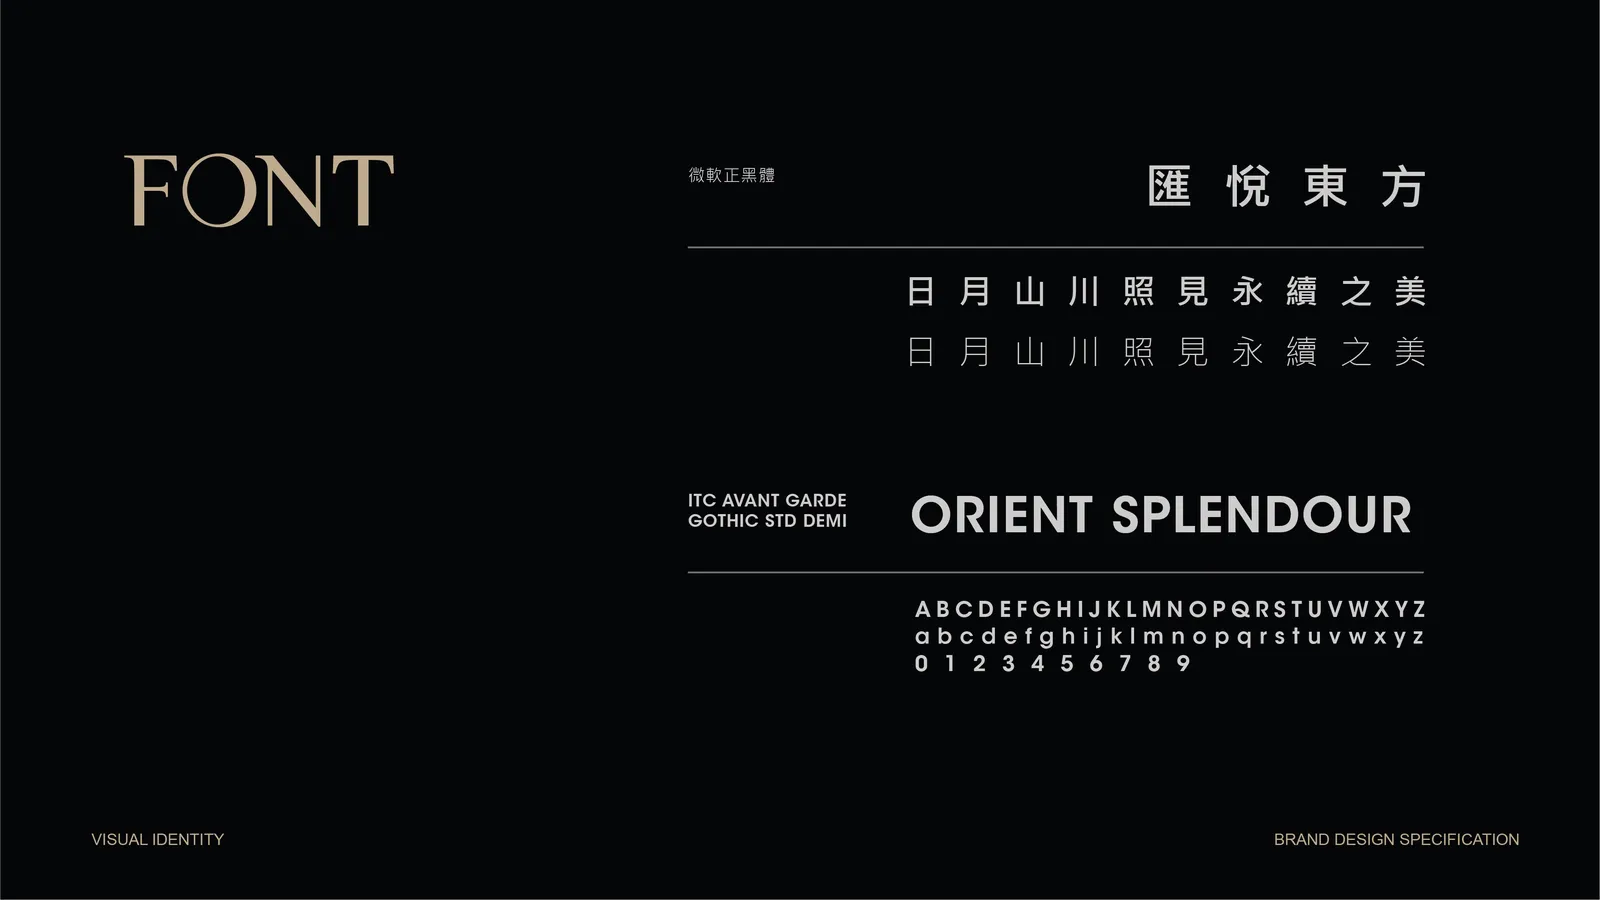 FONT
微軟正黑體
匯悅東方
日月山川照見永續之美
日月山川照見永續之美
ITC AVANT GARDE
GOTHIC STD DEMI
ORIENT SPLENDOUR
ABCDEFGHIJKLMNOPQRSTUVWXYZ
abcdefghijklmnopqrstuvwxyz
0 1 2 3 4 5 6 7 8 9
VISUAL IDENTITY
BRAND DESIGN SPECIFICATION